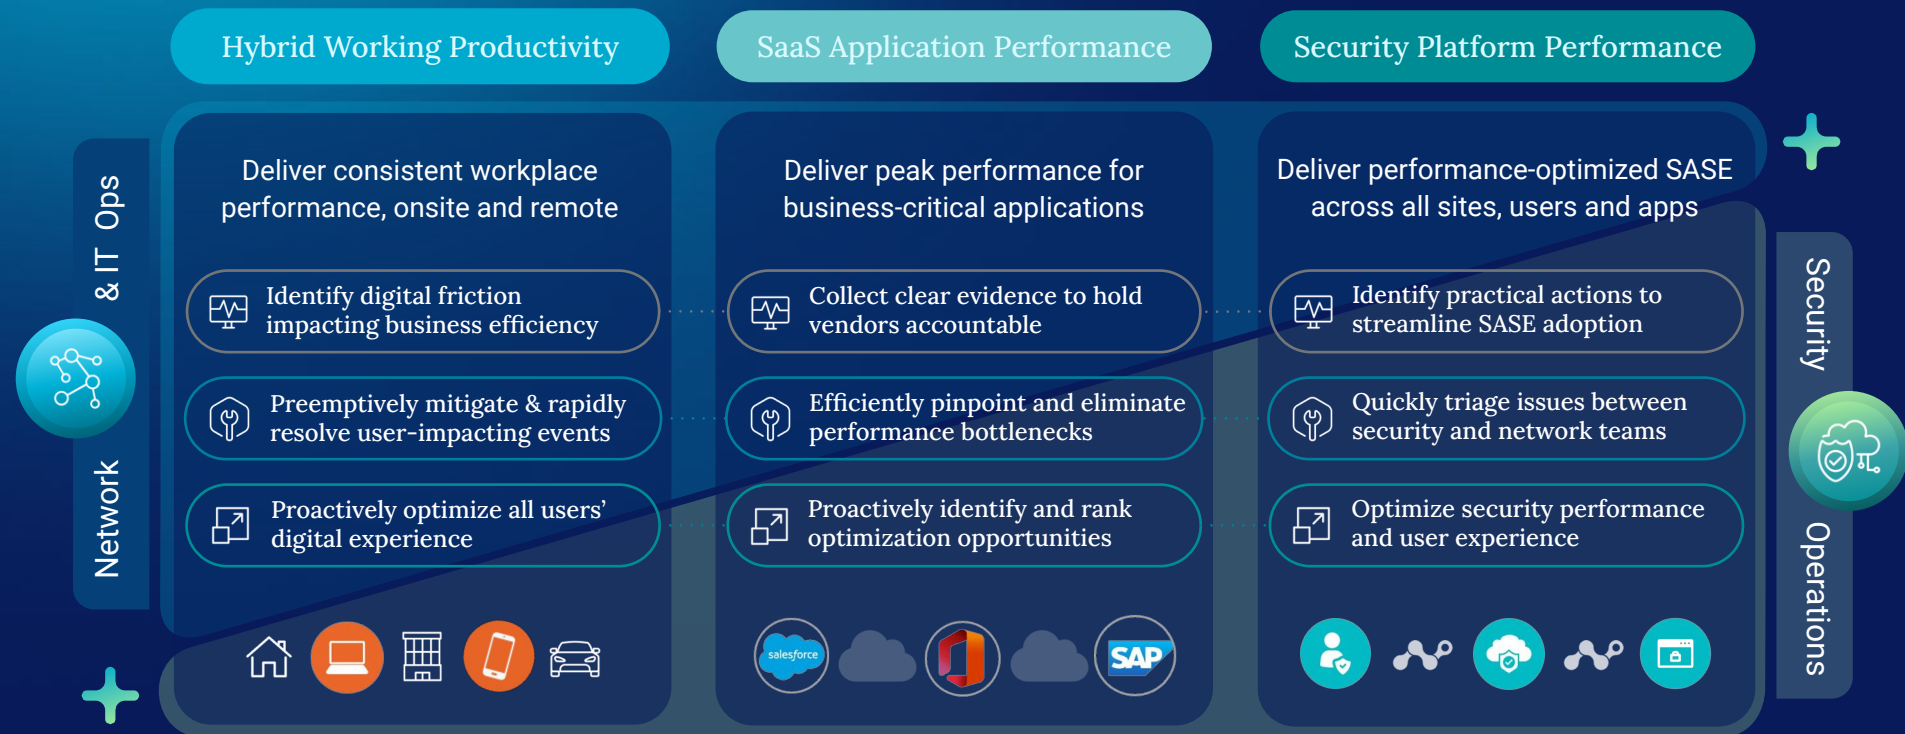 Hybrid Working Productivity
SaaS Application Performance
Security Platform Performance
Network & IT Ops
Deliver consistent workplace
performance, onsite and remote
Identify digital friction
impacting business efficiency
Preemptively mitigate & rapidly
resolve user-impacting events
Proactively optimize all users’
digital experience
Deliver peak performance for
business-critical applications
Collect clear evidence to hold
vendors accountable
Efficiently pinpoint and eliminate
performance bottlenecks
Proactively identify and rank
optimization opportunities
salesforce
SAP
Deliver performance-optimized SASE
across all sites, users and apps
Identify practical actions to
streamline SASE adoption
Quickly triage issues between
security and network teams
Optimize security performance
and user experience
Security Operations